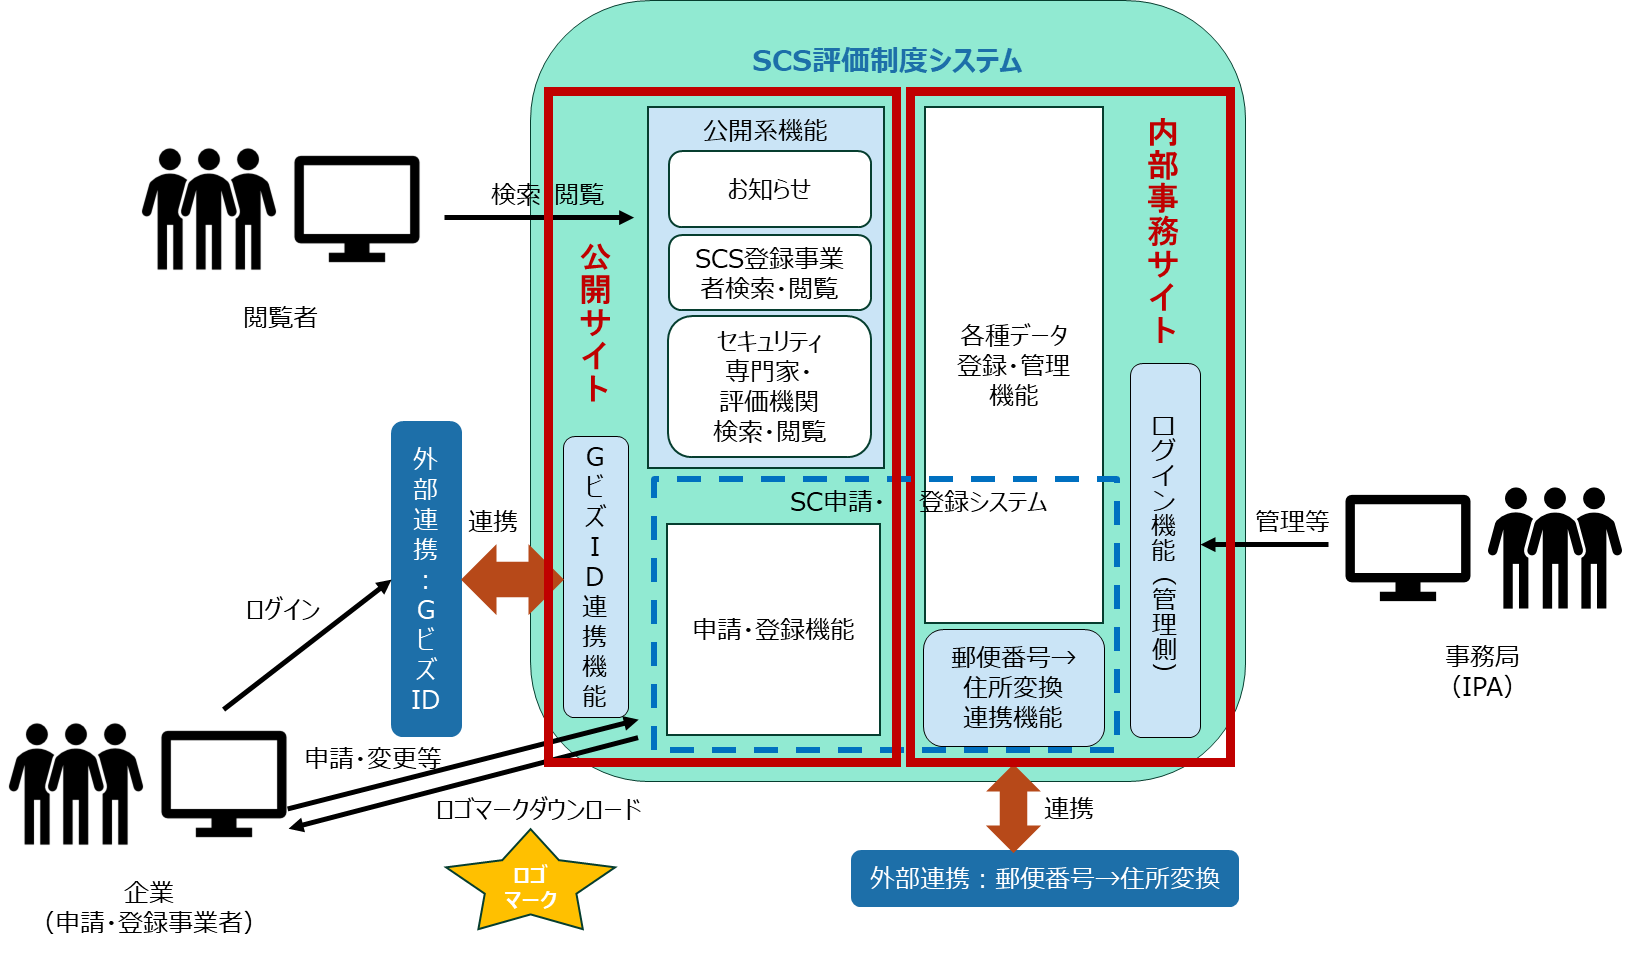 SCS評価制度システム
公開系機能
お知らせ
SCS登録事業
者検索・閲覧
セキュリティ
専門家・
評価機関
検索・閲覧
公開サイト
内部事務サイト
各種データ
登録・管理
機能
検索・閲覧
閲覧者
外部連携：GビズID
連携
GビズID連携機能
SC申請・ 登録システム
申請・登録機能
郵便番号→
住所変換
連携機能
ログイン機能（管理側）
管理等
事務局
（IPA）
ログイン
申請・変更等
ロゴマークダウンロード
ロゴ
マーク
企業
（申請・登録事業者）
連携
外部連携：郵便番号→住所変換